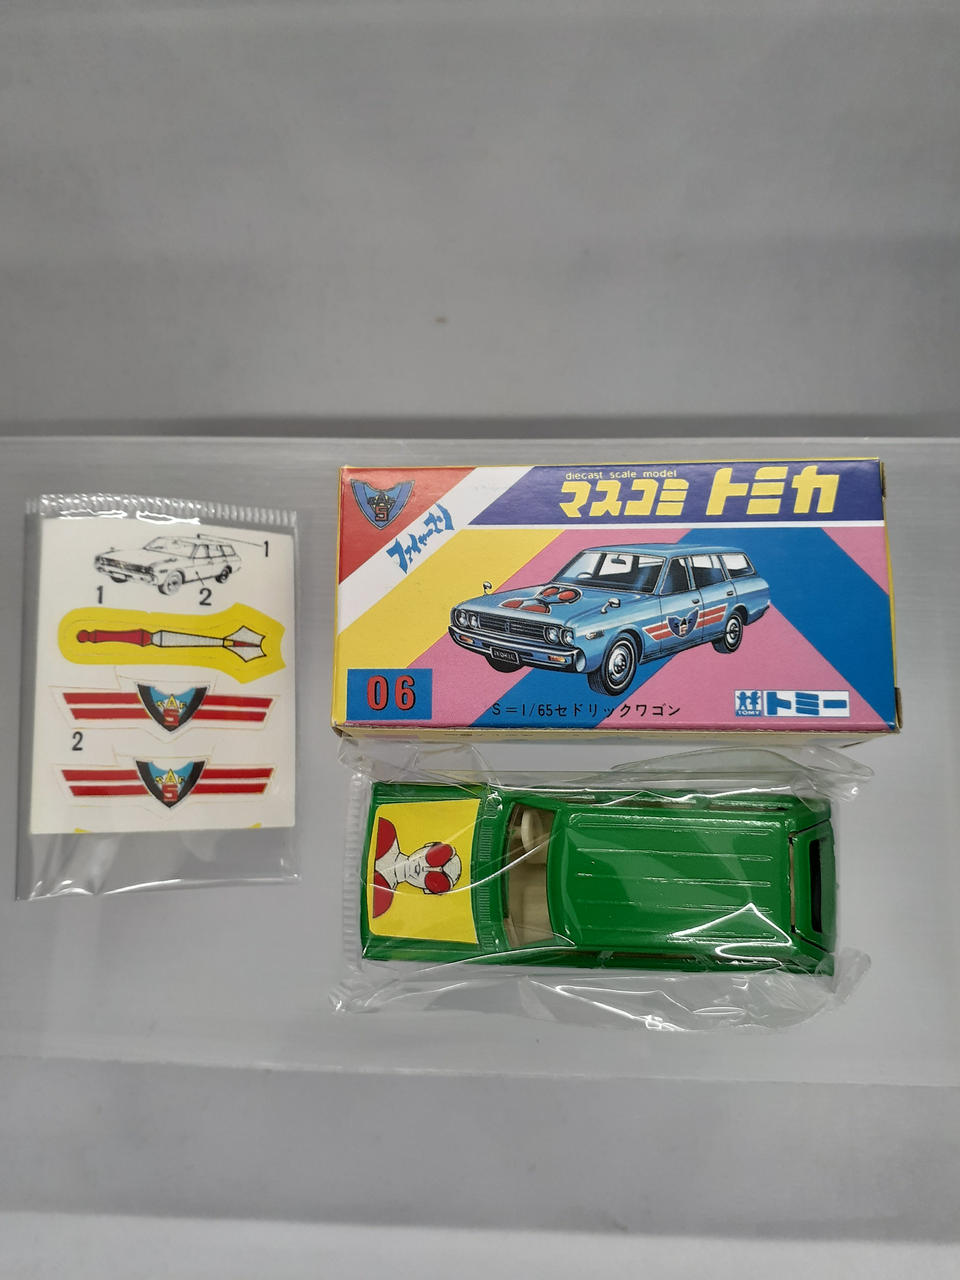 diecast scale model
マスコミ トミカ
ファイヤーマン
06
S=1/65セドリックワゴン
TOMY
トミー
1
1
2
2